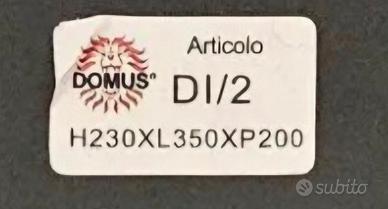 Articolo
DOMUS®
DI/2
H230XL350XP200
subito